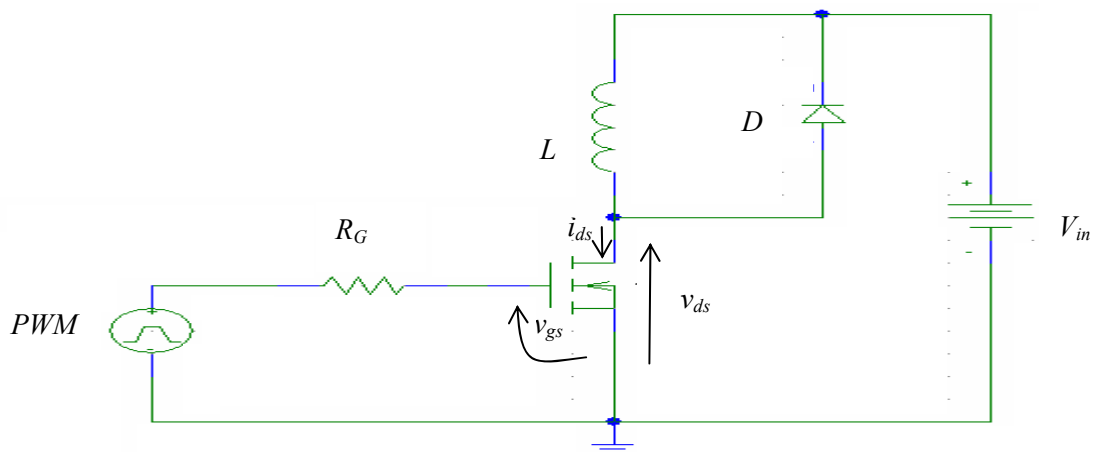 D
L
+
R_G
i_ds
V_in
-
PWM
+
-
v_gs
v_ds